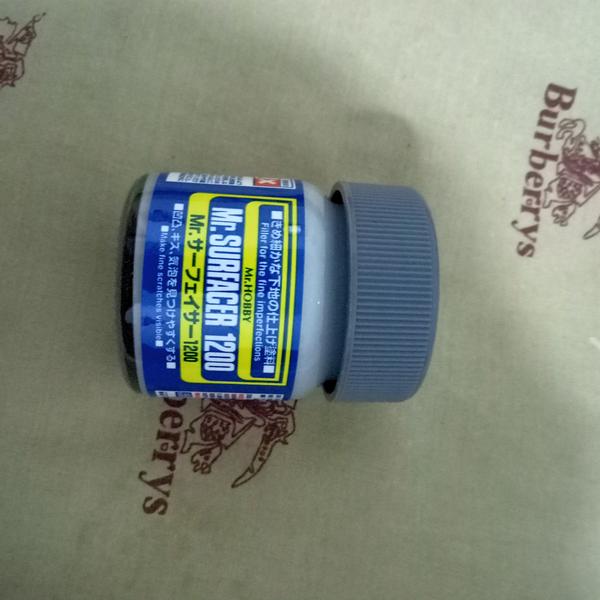 ■きめ細かな下地の仕上げ塗料■
Filler for the fine imperfections
Mr.HOBBY
Mr.SURFACER 1200
Mr.サーフェイサー1200
■凹凸、キズ、気泡を見つけやすくする■
■Make fine scratches visible■
Burberrys
berrys